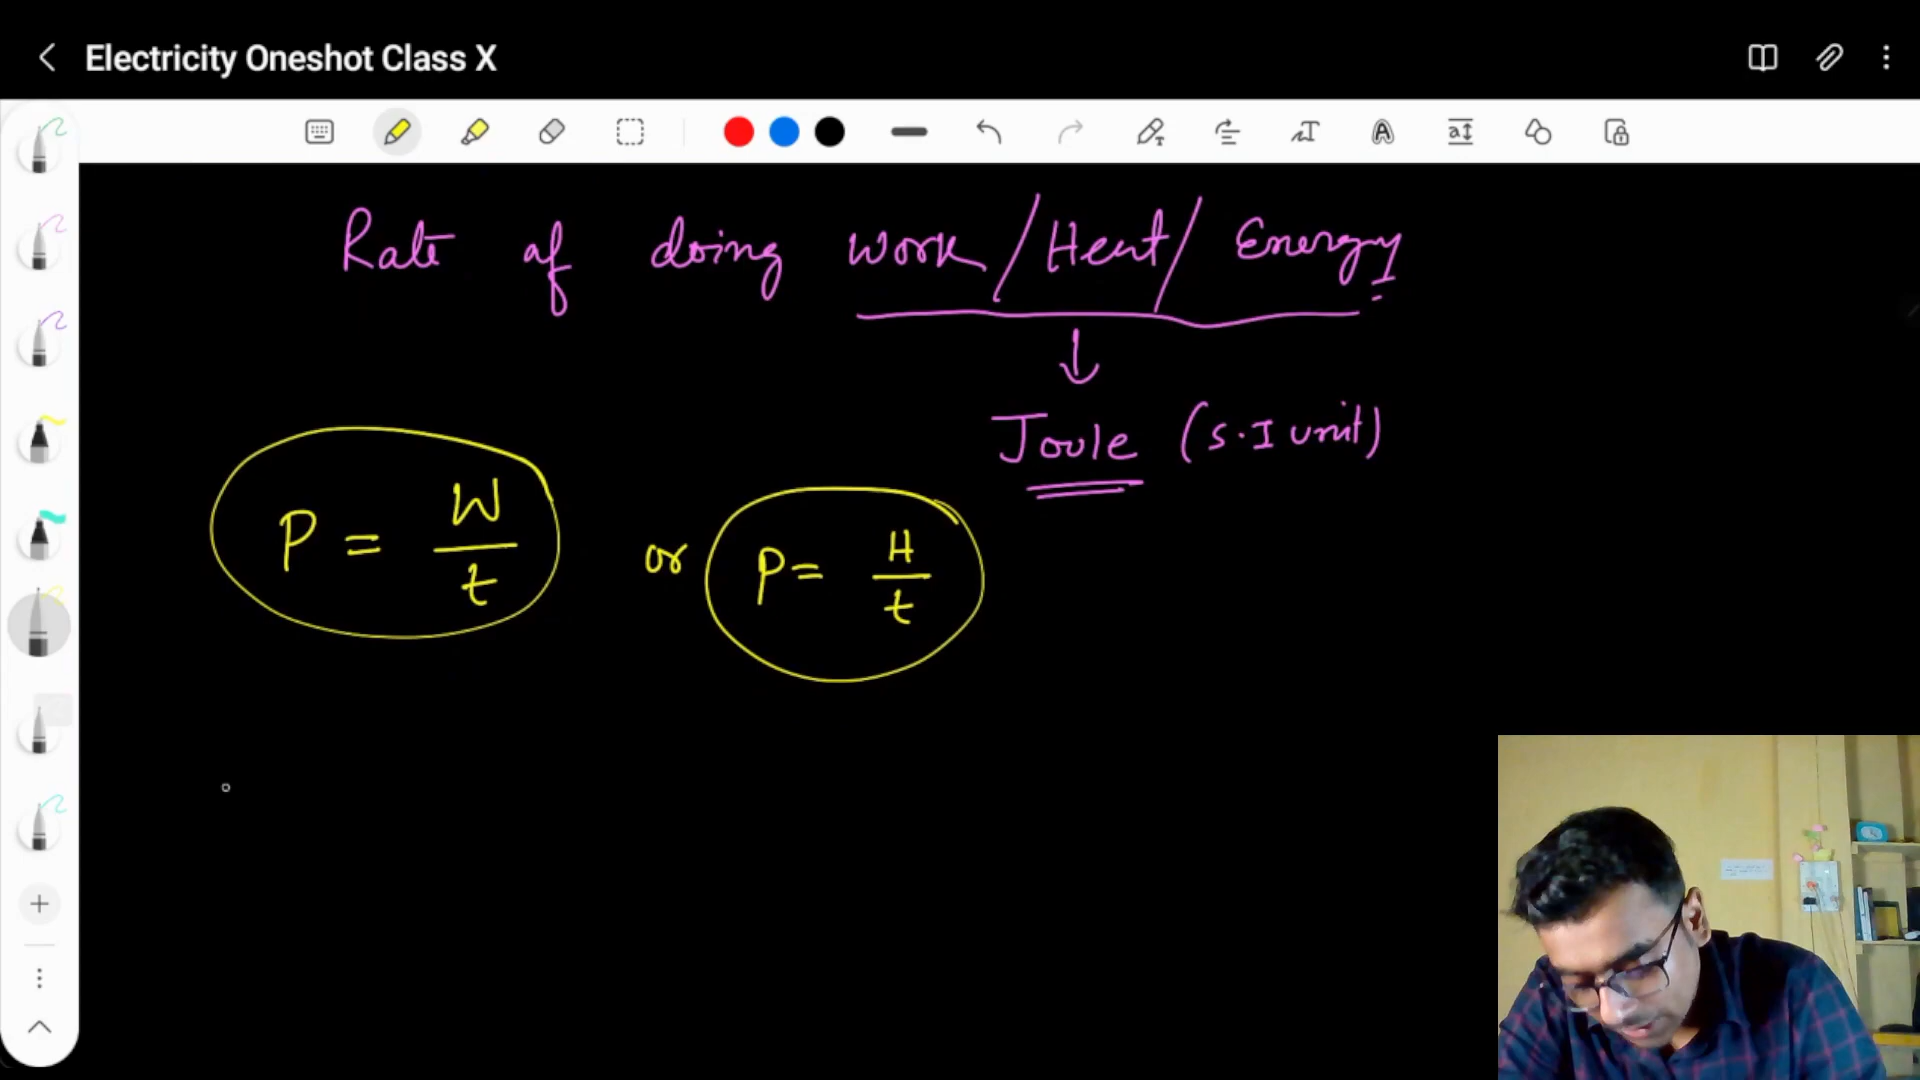 Electricity Oneshot Class X
Rate of doing work/Heat/Energy
Joule (S.I unit)
P = W/t or P = H/t